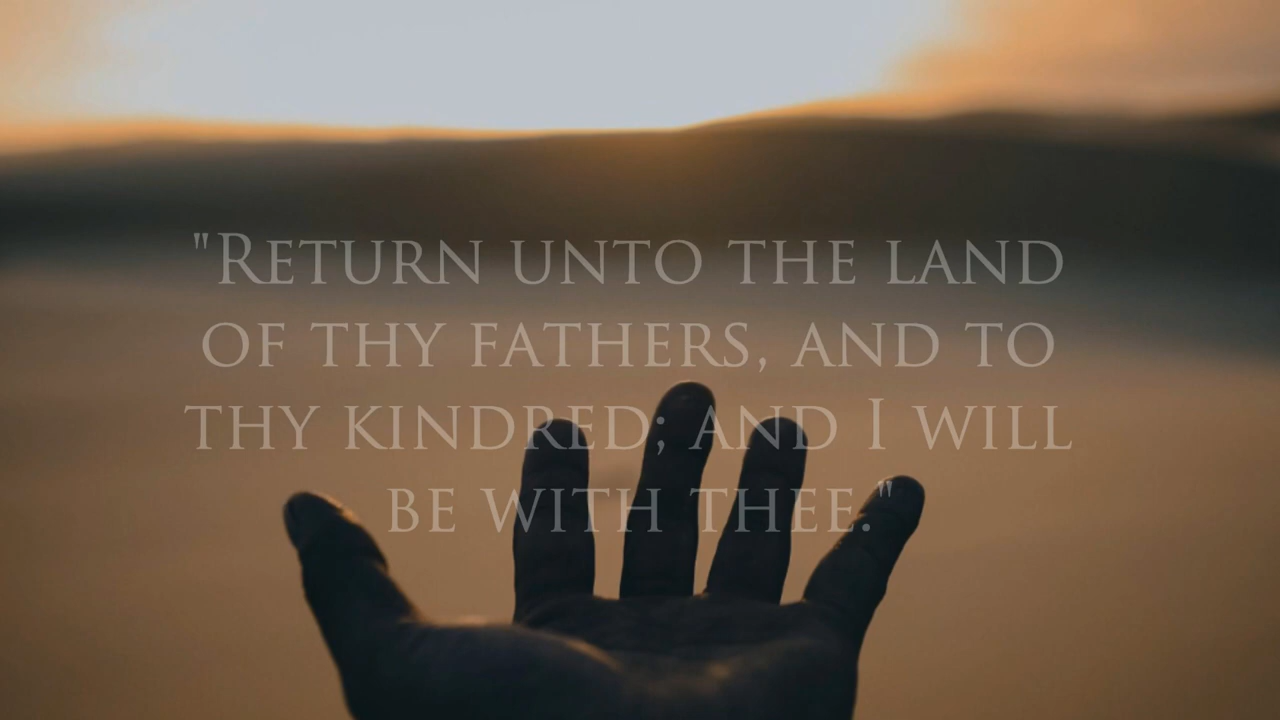 "Return unto the land
of thy fathers, and to
thy kindred; and I will
be with thee."